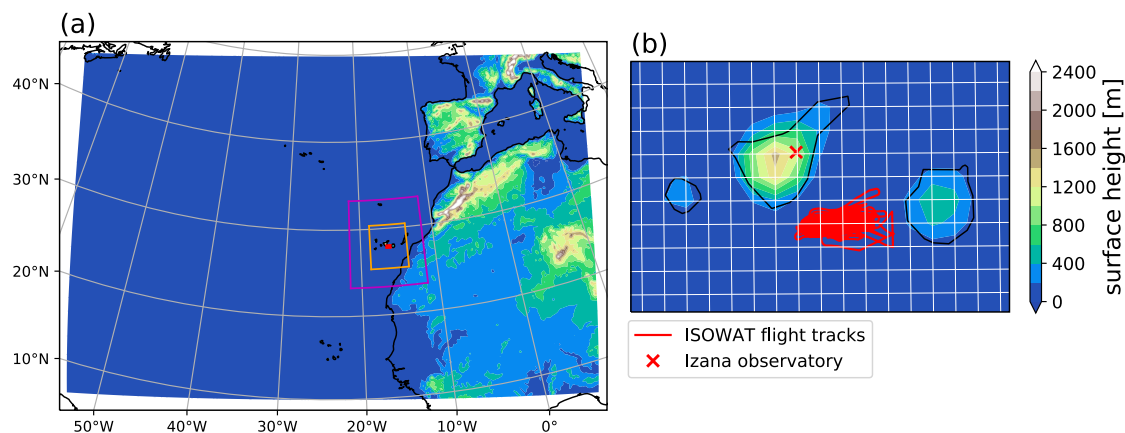 (a)
40°N
30°N
20°N
10°N
50°W
40°W
30°W
20°W
10°W
0°
(b)
2400
2000
1600
1200
800
400
0
surface height [m]
ISOWAT flight tracks
Izana observatory